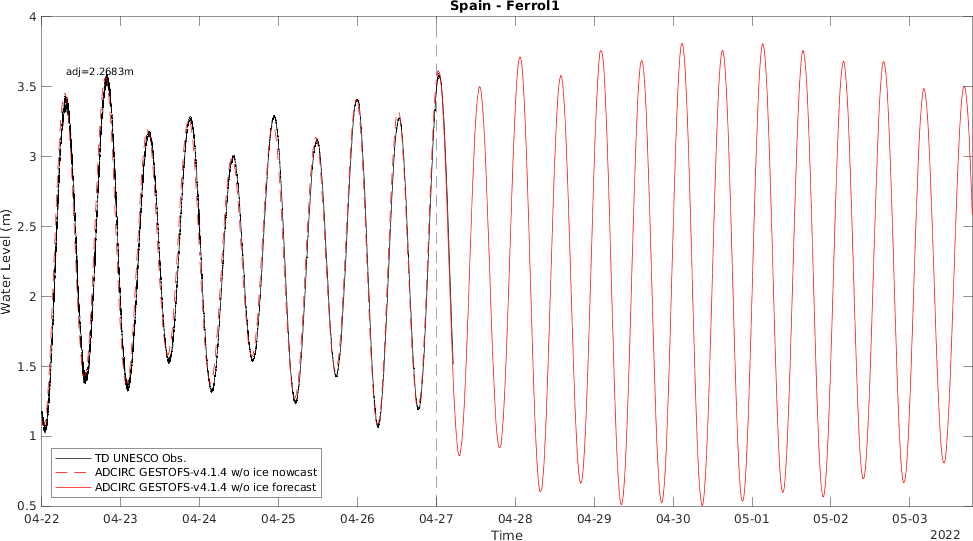 Spain - Ferrol1
adj=2.2683m
Water Level (m)
4
3.5
3
2.5
2
1.5
1
0.5
TD UNESCO Obs.
ADCIRC GESTOFS-v4.1.4 w/o ice nowcast
ADCIRC GESTOFS-v4.1.4 w/o ice forecast
04-22 04-23 04-24 04-25 04-26 04-27 04-28 04-29 04-30 05-01 05-02 05-03
Time
2022